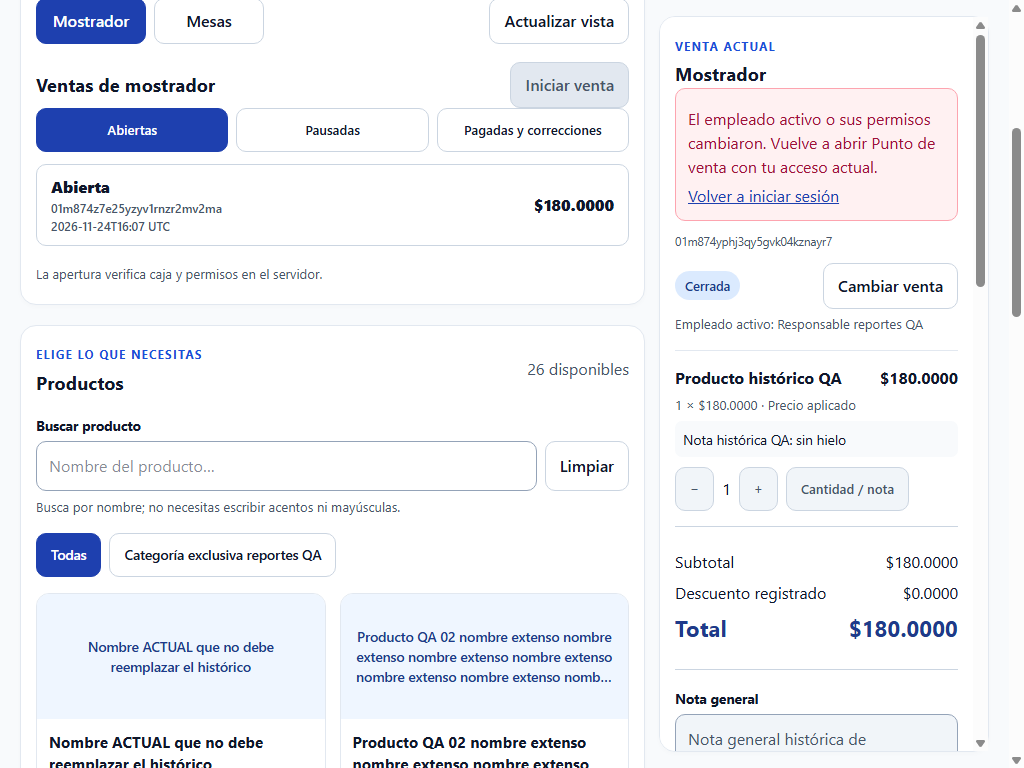 Mostrador
Mesas
Actualizar vista
Ventas de mostrador
Iniciar venta
Abiertas
Pausadas
Pagadas y correcciones
Abierta
01m874z7e25yzyv1rnzr2mv2ma
2026-11-24T16:07 UTC
$180.0000
La apertura verifica caja y permisos en el servidor.
ELIGE LO QUE NECESITAS
Productos
26 disponibles
Buscar producto
Nombre del producto...
Limpiar
Busca por nombre; no necesitas escribir acentos ni mayúsculas.
Todas
Categoría exclusiva reportes QA
Nombre ACTUAL que no debe
reemplazar el histórico
Producto QA 02 nombre extenso nombre
extenso nombre extenso nombre extenso
nombre extenso nombre extenso nomb...
Nombre ACTUAL que no debe
reemplazar el histórico
Producto QA 02 nombre extenso
nombre extenso nombre extenso
VENTA ACTUAL
Mostrador
El empleado activo o sus permisos
cambiaron. Vuelve a abrir Punto de
venta con tu acceso actual.
Volver a iniciar sesión
01m874yphj3qy5gvk04kznayr7
Cerrada
Cambiar venta
Empleado activo: Responsable reportes QA
Producto histórico QA
$180.0000
1 × $180.0000 · Precio aplicado
Nota histórica QA: sin hielo
−
1
+
Cantidad / nota
Subtotal
$180.0000
Descuento registrado
$0.0000
Total
$180.0000
Nota general
Nota general histórica de